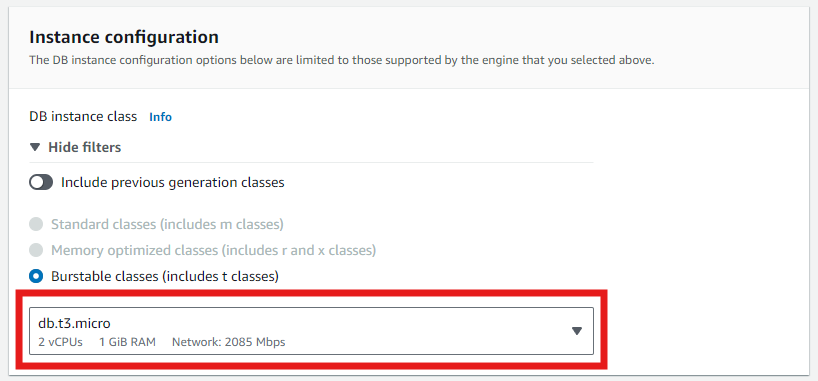 Instance configuration
The DB instance configuration options below are limited to those supported by the engine that you selected above.
DB instance class Info
Hide filters
Include previous generation classes
Standard classes (includes m classes)
Memory optimized classes (includes r and x classes)
Burstable classes (includes t classes)
db.t3.micro
2 vCPUs 1 GiB RAM Network: 2085 Mbps